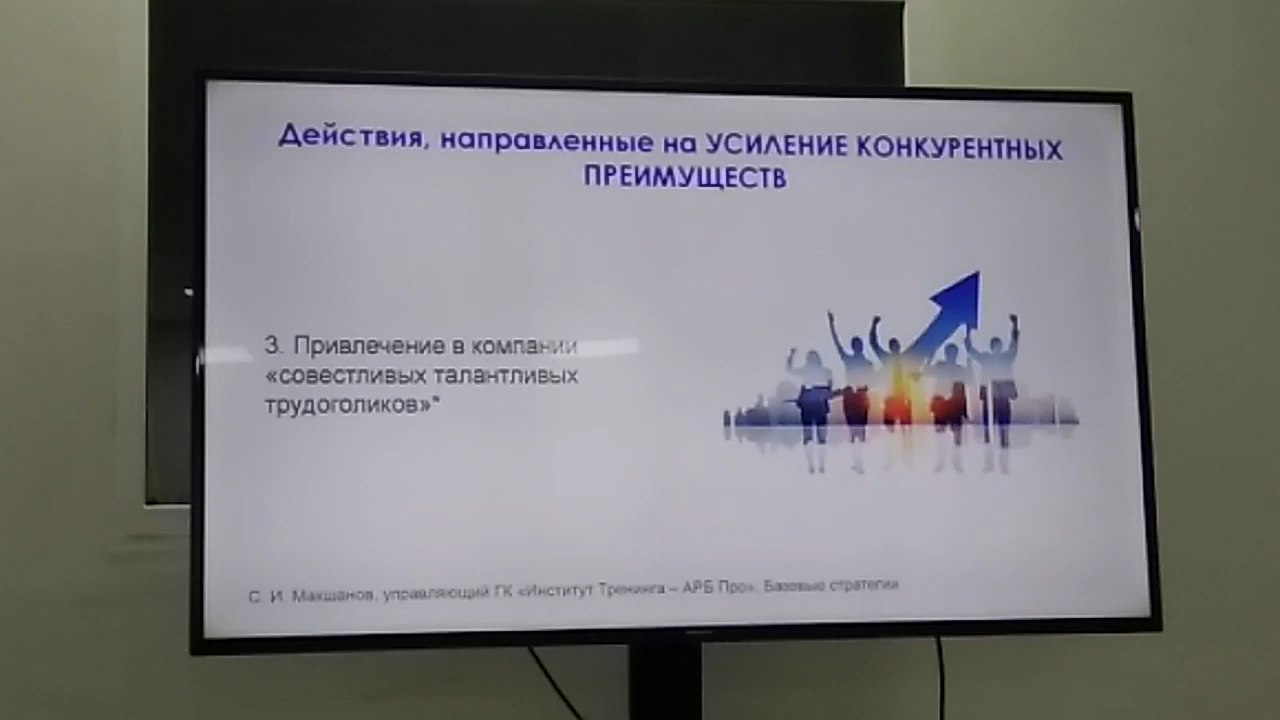 Действия, направленные на УСИЛЕНИЕ КОНКУРЕНТНЫХ
ПРЕИМУЩЕСТВ
3. Привлечение в компании
«совестливых талантливых
трудоголиков»*
С. И. Макшанов, управляющий ГК «Институт Тренинга – АРБ Про». Базовые стратегии